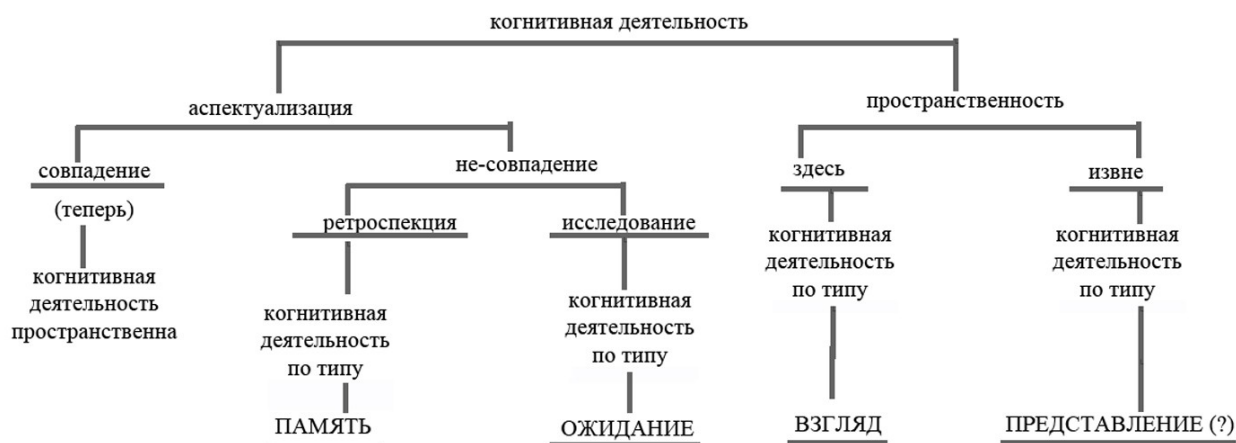 когнитивная деятельность
аспектуализация
пространственность
совпадение
(теперь)
когнитивная
деятельность
пространственна
не-совпадение
ретроспекция
когнитивная
деятельность
по типу
ПАМЯТЬ
исследование
когнитивная
деятельность
по типу
ОЖИДАНИЕ
здесь
когнитивная
деятельность
по типу
ВЗГЛЯД
извне
когнитивная
деятельность
по типу
ПРЕДСТАВЛЕНИЕ (?)